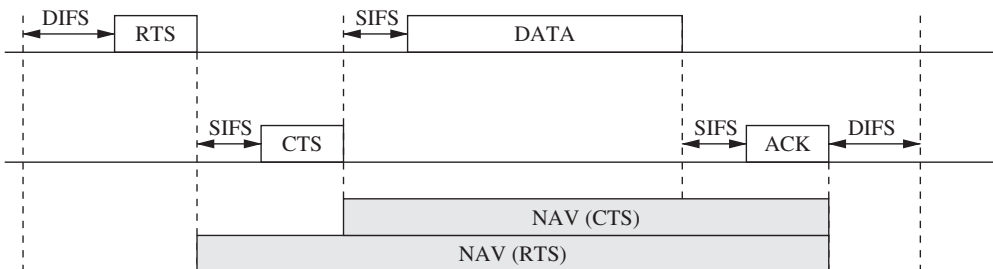 DIFS
RTS
SIFS
DATA
SIFS
CTS
SIFS
ACK
DIFS
NAV (CTS)
NAV (RTS)